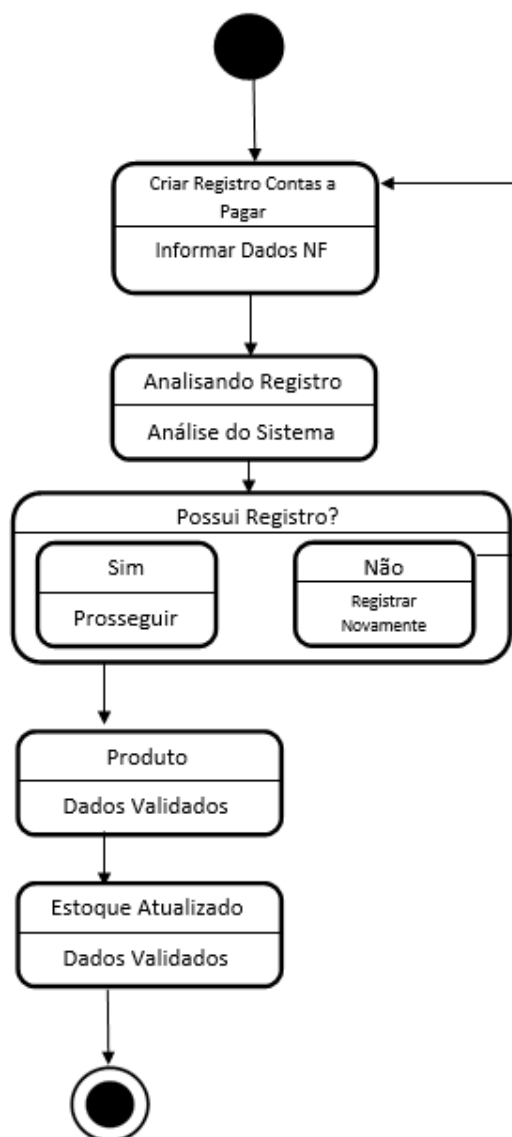 Criar Registro Contas a
Pagar
Informar Dados NF
Analisando Registro
Análise do Sistema
Possui Registro?
Sim
Prosseguir
Não
Registrar
Novamente
Produto
Dados Validados
Estoque Atualizado
Dados Validados